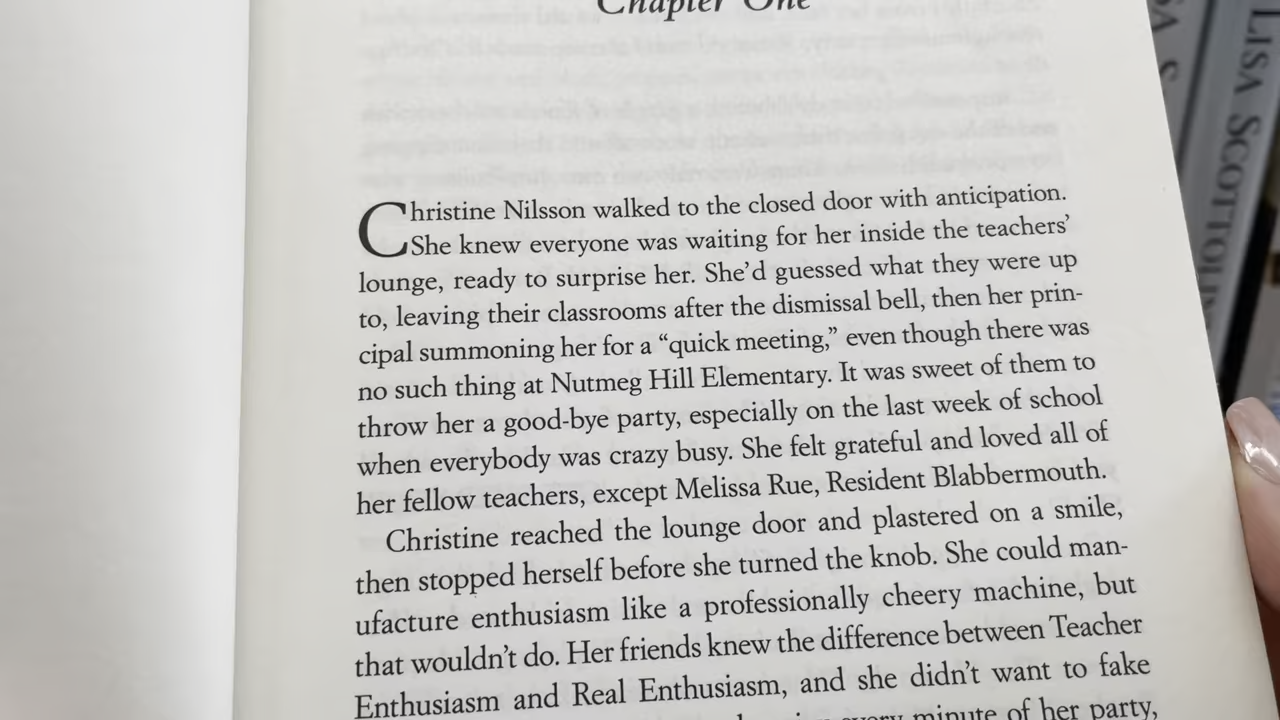 Chapter One
Christine Nilsson walked to the closed door with anticipation.
She knew everyone was waiting for her inside the teachers’
lounge, ready to surprise her. She’d guessed what they were up
to, leaving their classrooms after the dismissal bell, then her prin-
cipal summoning her for a “quick meeting,” even though there was
no such thing at Nutmeg Hill Elementary. It was sweet of them to
throw her a good-bye party, especially on the last week of school
when everybody was crazy busy. She felt grateful and loved all of
her fellow teachers, except Melissa Rue, Resident Blabbermouth.
Christine reached the lounge door and plastered on a smile,
then stopped herself before she turned the knob. She could man-
ufacture enthusiasm like a professionally cheery machine, but
that wouldn’t do. Her friends knew the difference between Teacher
Enthusiasm and Real Enthusiasm, and she didn’t want to fake
every minute of her party,
LISA SCOTTOLIN
SA S